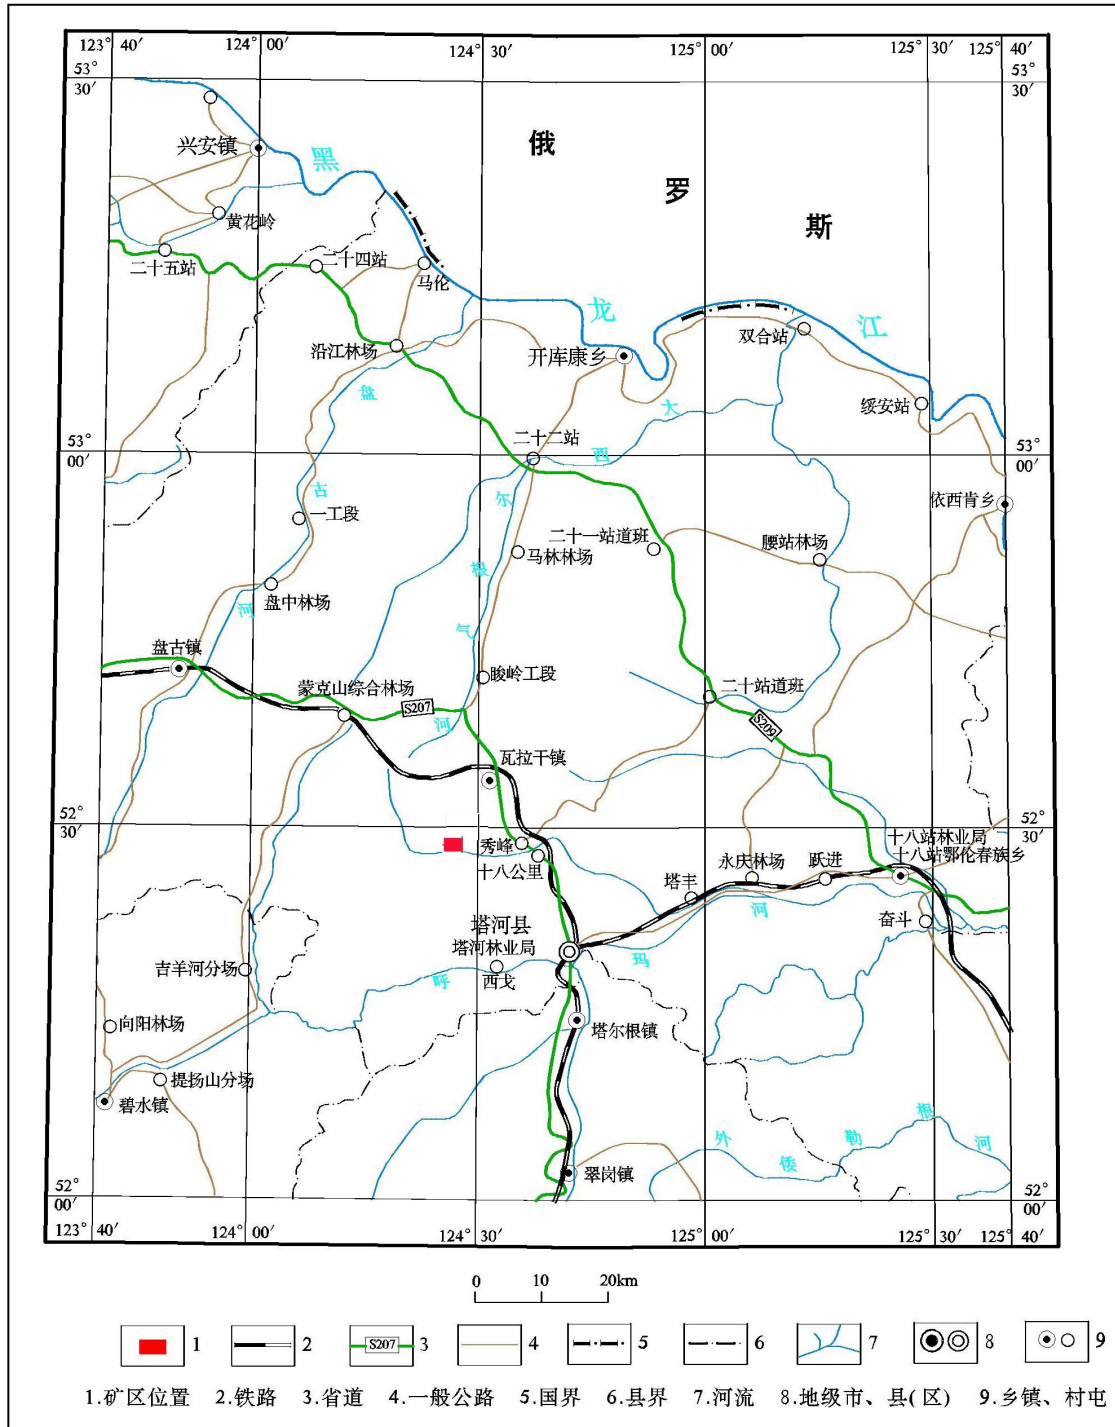 123° 40′ 124° 00′ 124° 30′ 125° 00′ 125° 30′ 125° 40′
53° 30′
53° 30′
俄
罗
斯
兴安镇
黑
黄花岭
二十五站
二十四站
马伦
龙
江
双合站
沿江林场
开库康乡
盘
大
绥安站
二十二站
西
53° 00′
53° 00′
古
尔
一工段
依西肯乡
二十一站道班
腰站林场
马林林场
根
盘中林场
河
气
盘古镇
蒙克山综合林场
畯岭工段
二十站道班
S207
河
S209
瓦拉干镇
52° 30′
52° 30′
秀峰
十八公里
十八站林业局
十八站鄂伦春族乡
永庆林场
跃进
塔丰
河
奋斗
塔河县
塔河林业局
玛
吉羊河分场
呼
西戈
向阳林场
塔尔根镇
提扬山分场
碧水镇
外
倭
勒
根
河
翠岗镇
52° 00′
52° 00′
123° 40′ 124° 00′ 124° 30′ 125° 00′ 125° 30′ 125° 40′
0 10 20km
1 2 S207 3 4 5 6 7 8 9
1.矿区位置 2.铁路 3.省道 4.一般公路 5.国界 6.县界 7.河流 8.地级市、县(区) 9.乡镇、村屯